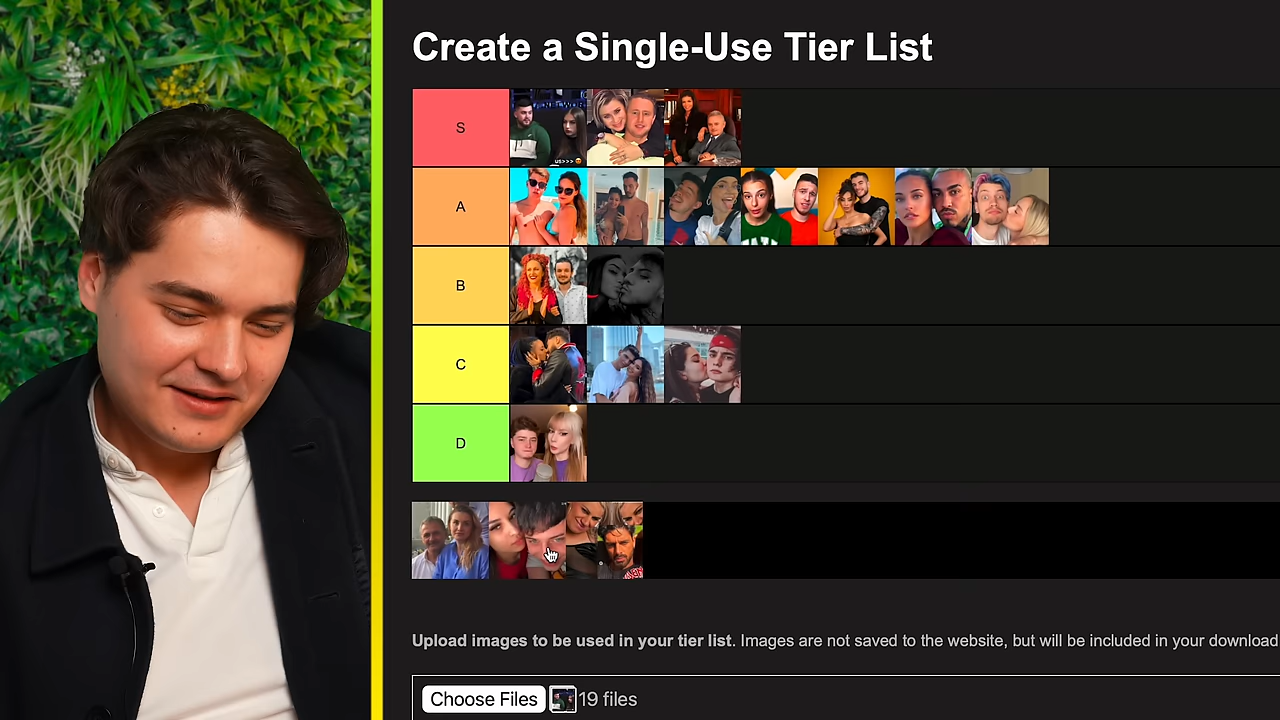 Create a Single-Use Tier List
S
us>>>
A
B
C
D
Upload images to be used in your tier list. Images are not saved to the website, but will be included in your download
Choose Files
19 files